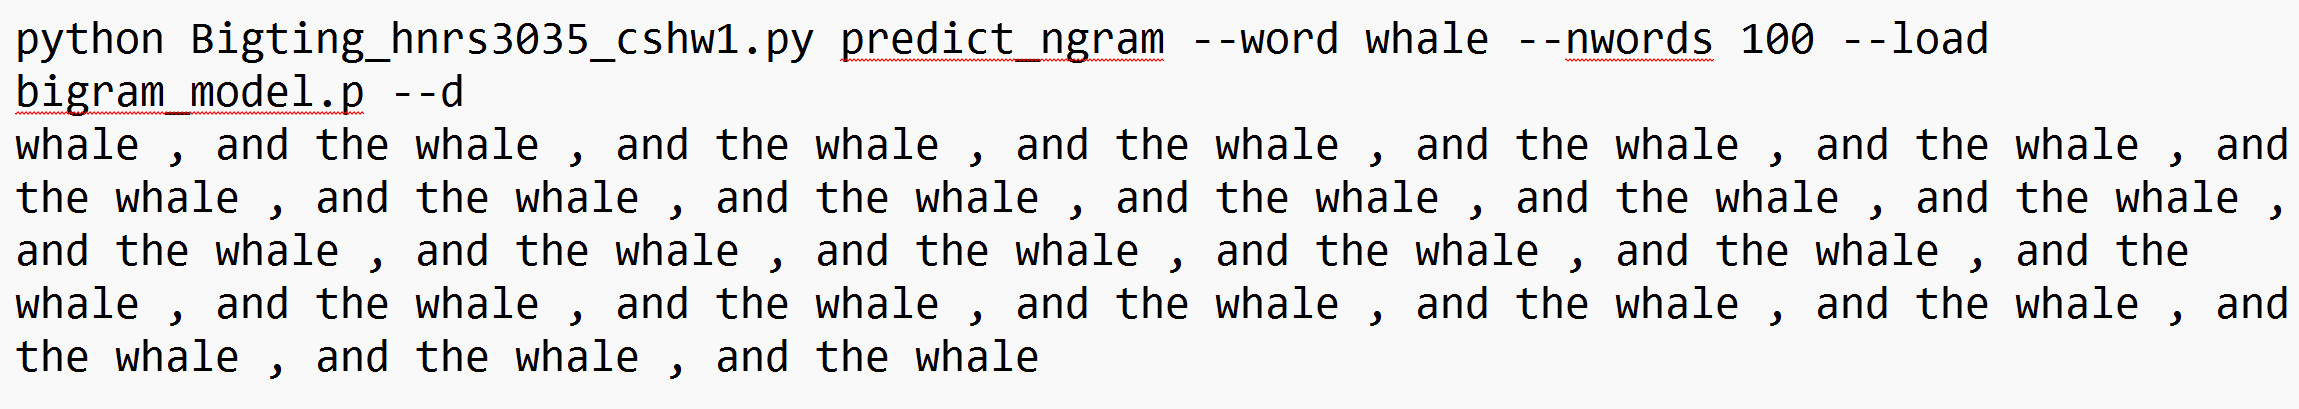 python Bigting_hnrs3035_cshw1.py predict_ngram --word whale --nwords 100 --load
bigram_model.p --d
whale , and the whale , and the whale , and the whale , and the whale , and the whale , and
the whale , and the whale , and the whale , and the whale , and the whale , and the whale ,
and the whale , and the whale , and the whale , and the whale , and the whale , and the
whale , and the whale , and the whale , and the whale , and the whale , and the whale , and
the whale , and the whale , and the whale